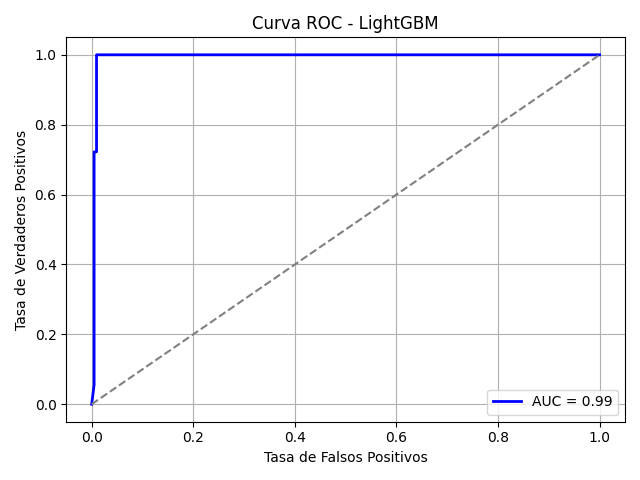 Curva ROC - LightGBM
Tasa de Verdaderos Positivos
1.0
0.8
0.6
0.4
0.2
0.0
AUC = 0.99
0.0 0.2 0.4 0.6 0.8 1.0
Tasa de Falsos Positivos